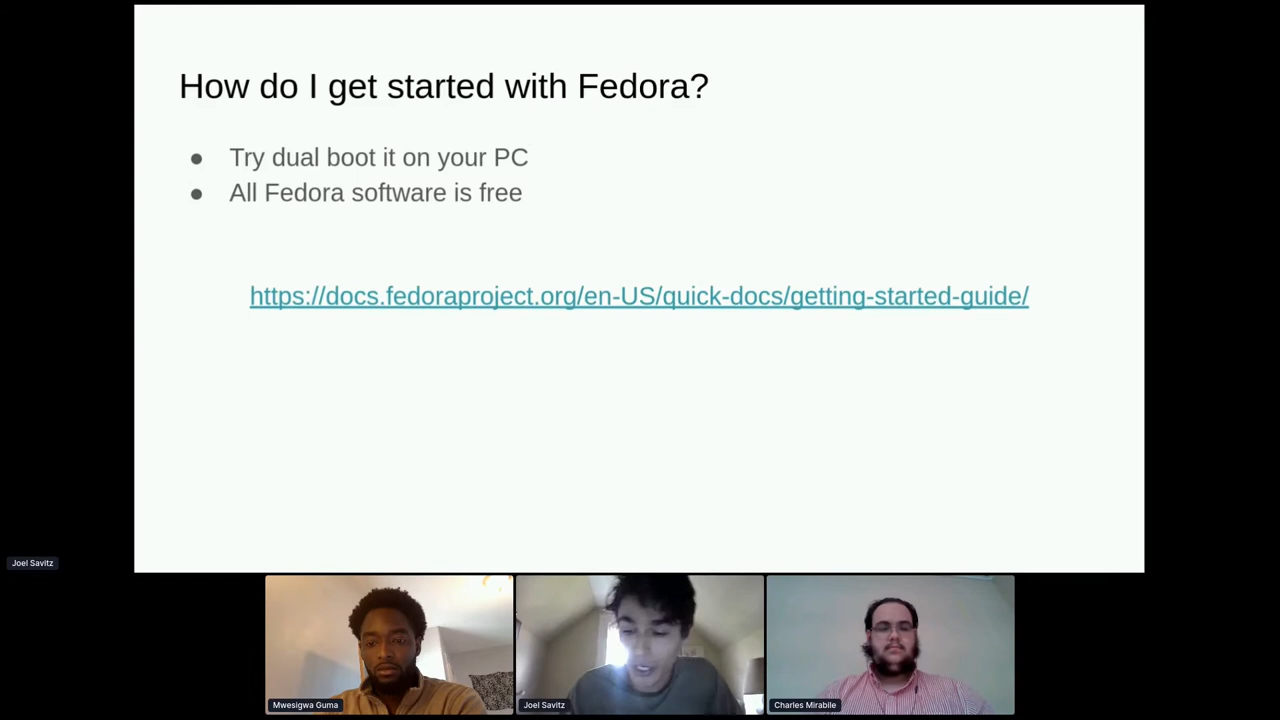 How do I get started with Fedora?
● Try dual boot it on your PC
● All Fedora software is free
https://docs.fedoraproject.org/en-US/quick-docs/getting-started-guide/
Joel Savitz
Mwesigwa Guma
Joel Savitz
Charles Mirabile